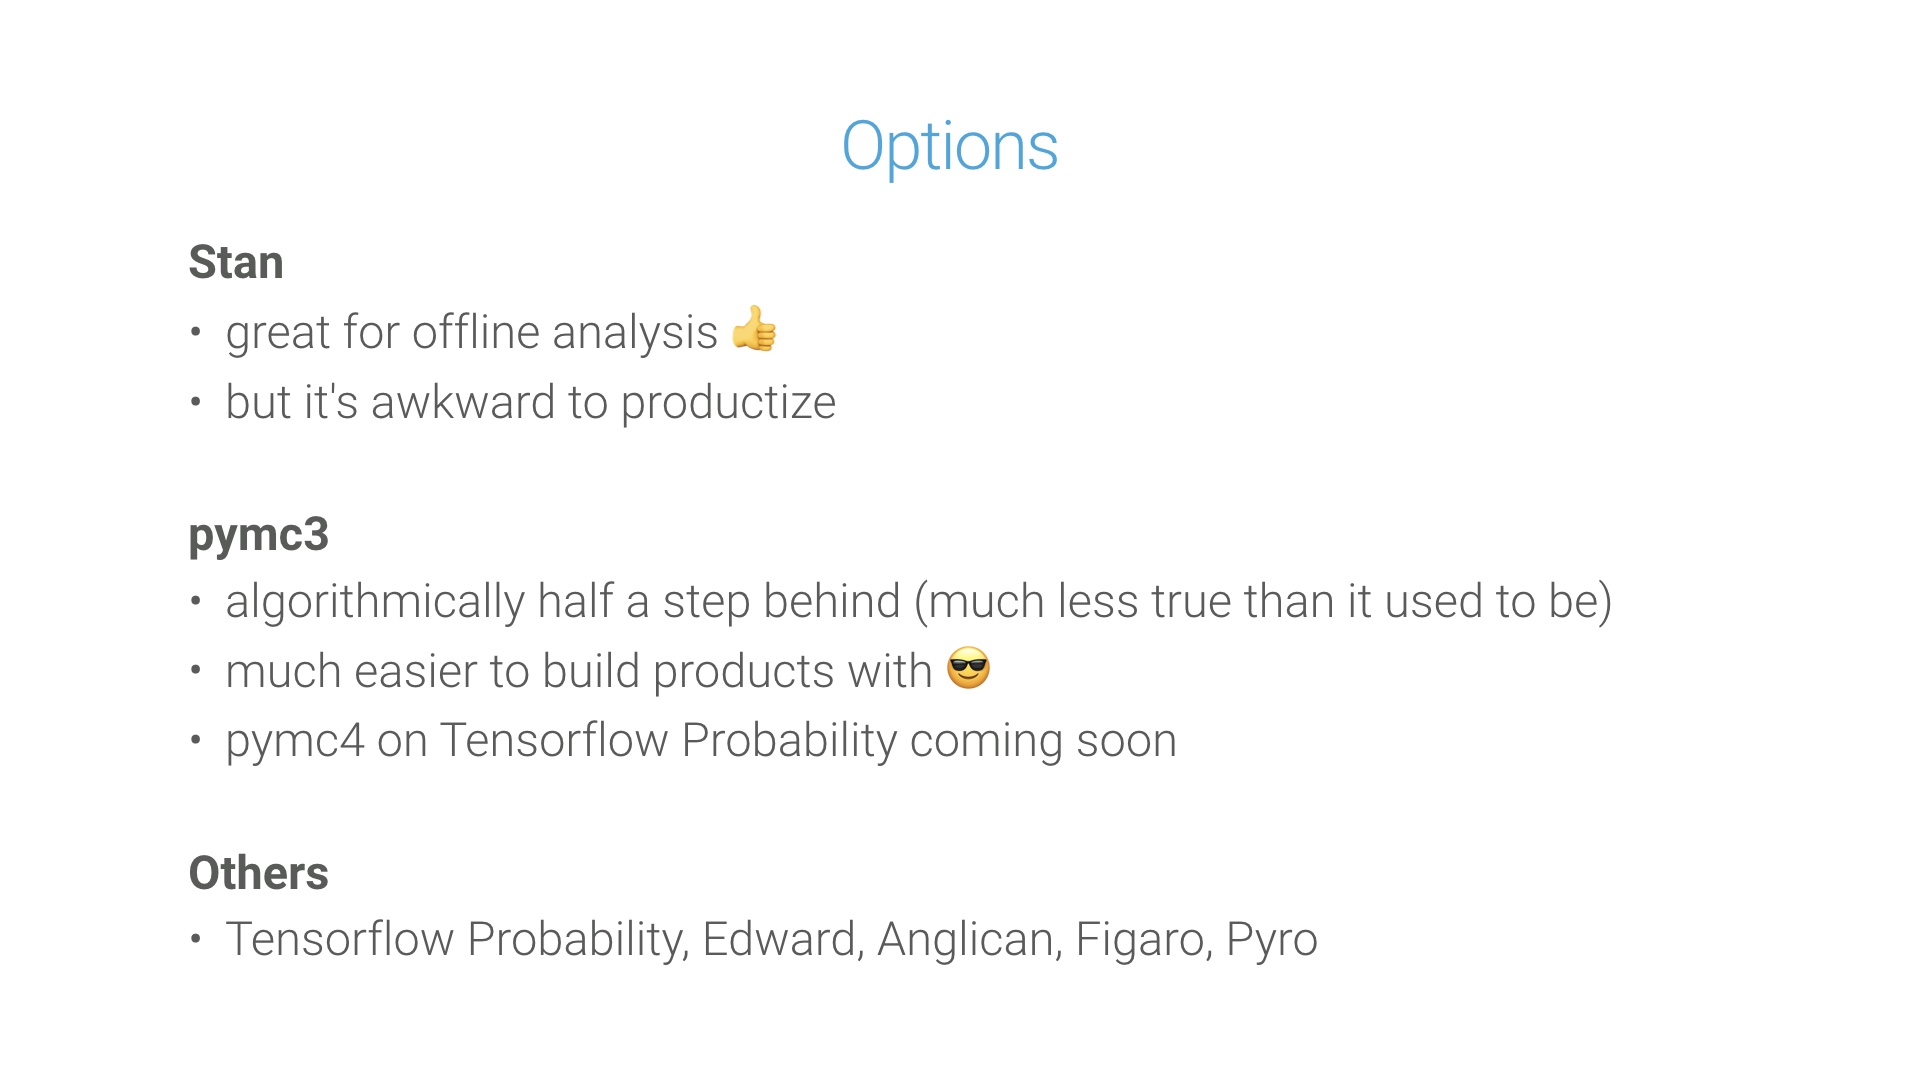 Options
Stan
• great for offline analysis 👍
• but it's awkward to productize
pymc3
• algorithmically half a step behind (much less true than it used to be)
• much easier to build products with 😎
• pymc4 on Tensorflow Probability coming soon
Others
• Tensorflow Probability, Edward, Anglican, Figaro, Pyro